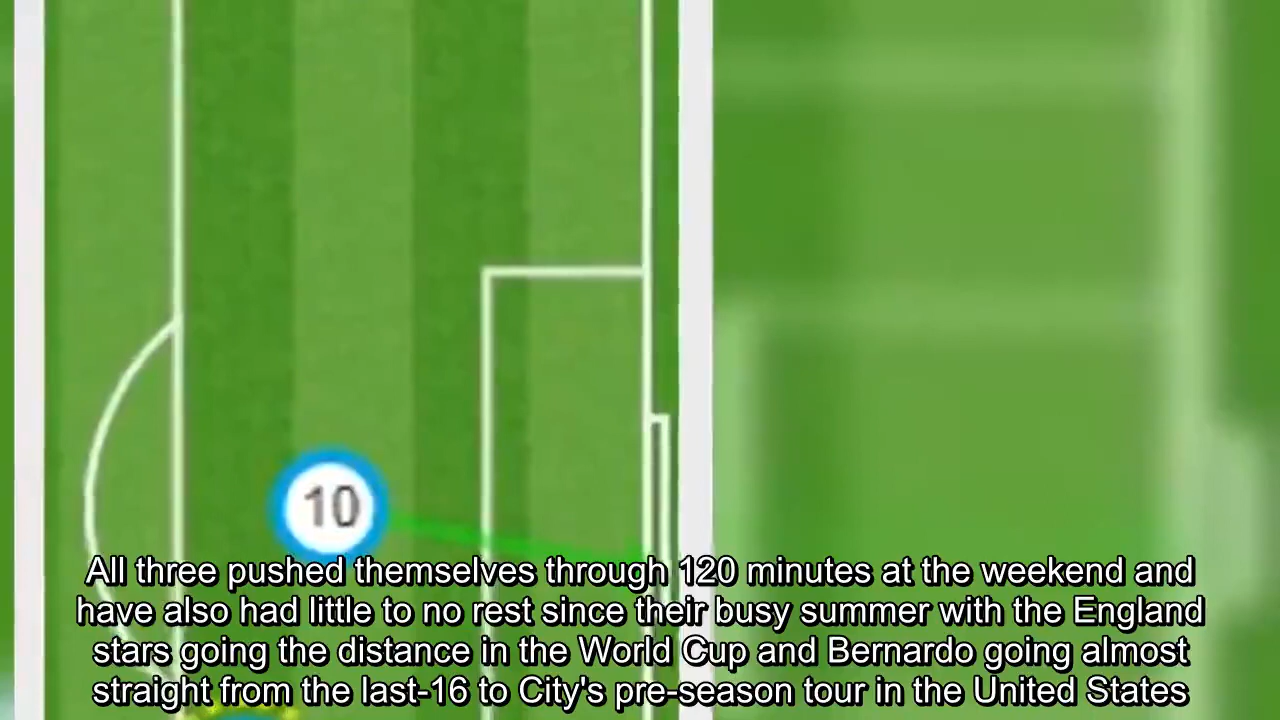 10
All three pushed themselves through 120 minutes at the weekend and
have also had little to no rest since their busy summer with the England
stars going the distance in the World Cup and Bernardo going almost
straight from the last-16 to City's pre-season tour in the United States